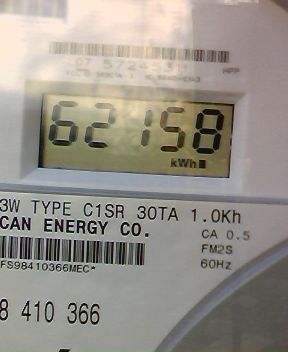 HPP
62158
kWh
3W TYPE C1SR 30TA 1.0Kh
CAN ENERGY CO.
CA 0.5
FM2S
60Hz
FS98410366MEC*
8 410 366